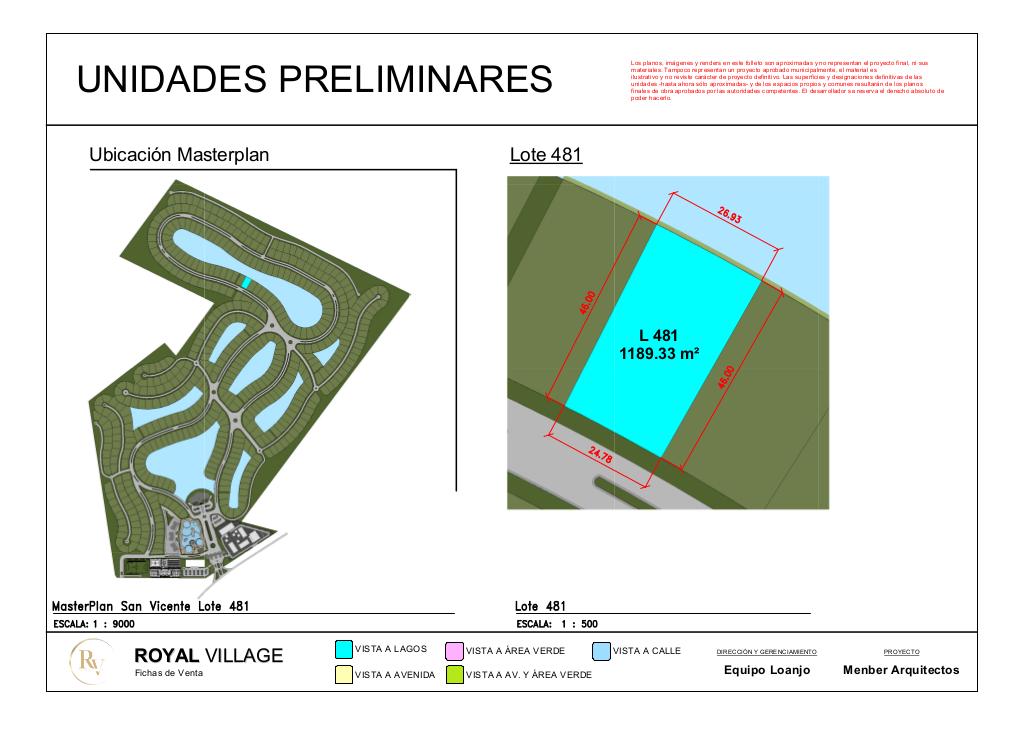 UNIDADES PRELIMINARES
Los planos, imágenes y renders en este folleto son aproximadas y no representan el proyecto final, ni sus
materiales. Tampoco representan un proyecto aprobado municipalmente, el material es
ilustrativo y no reviste carácter de proyecto definitivo. Las superficies y designaciones definitivas de las
unidades -hasta ahora sólo aproximadas- y de los espacios propios y comunes resultarán de los planos
finales de obra aprobados por las autoridades competentes. El desarrollador se reserva el derecho absoluto de
poder hacerlo.
Ubicación Masterplan
Lote 481
26.93
46.00
L 481
1189.33 m²
46.00
24.78
MasterPlan San Vicente Lote 481
ESCALA: 1 : 9000
Lote 481
ESCALA: 1 : 500
RV
ROYAL VILLAGE
Fichas de Venta
VISTA A LAGOS
VISTA A ÁREA VERDE
VISTA A CALLE
VISTA A AVENIDA
VISTA A AV. Y ÁREA VERDE
DIRECCIÓN Y GERENCIAMIENTO
Equipo Loanjo
PROYECTO
Menber Arquitectos